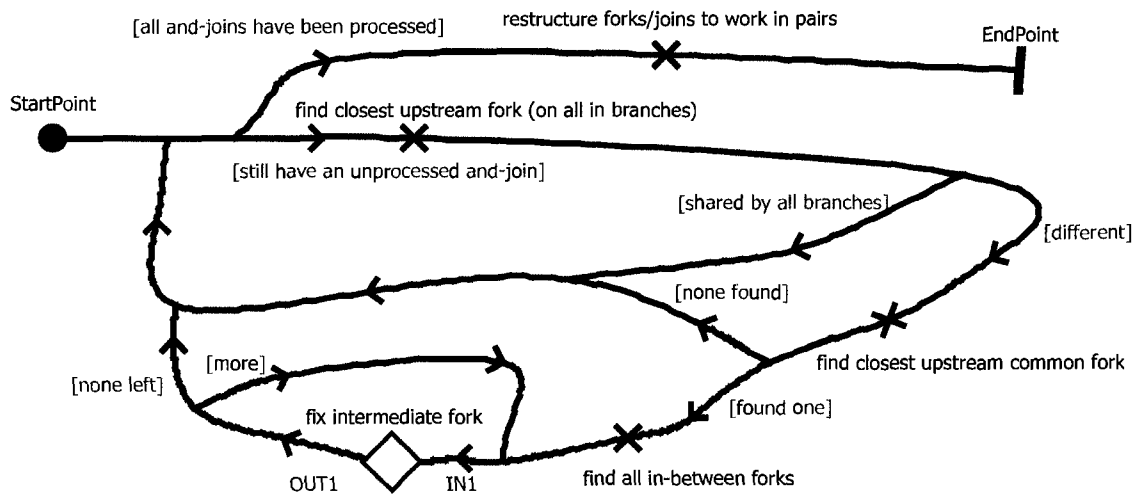 restructure forks/joins to work in pairs
[all and-joins have been processed]
EndPoint
StartPoint
find closest upstream fork (on all in branches)
[still have an unprocessed and-join]
[shared by all branches]
[different]
[none found]
find closest upstream common fork
[more]
[none left]
[found one]
fix intermediate fork
find all in-between forks
OUT1
IN1